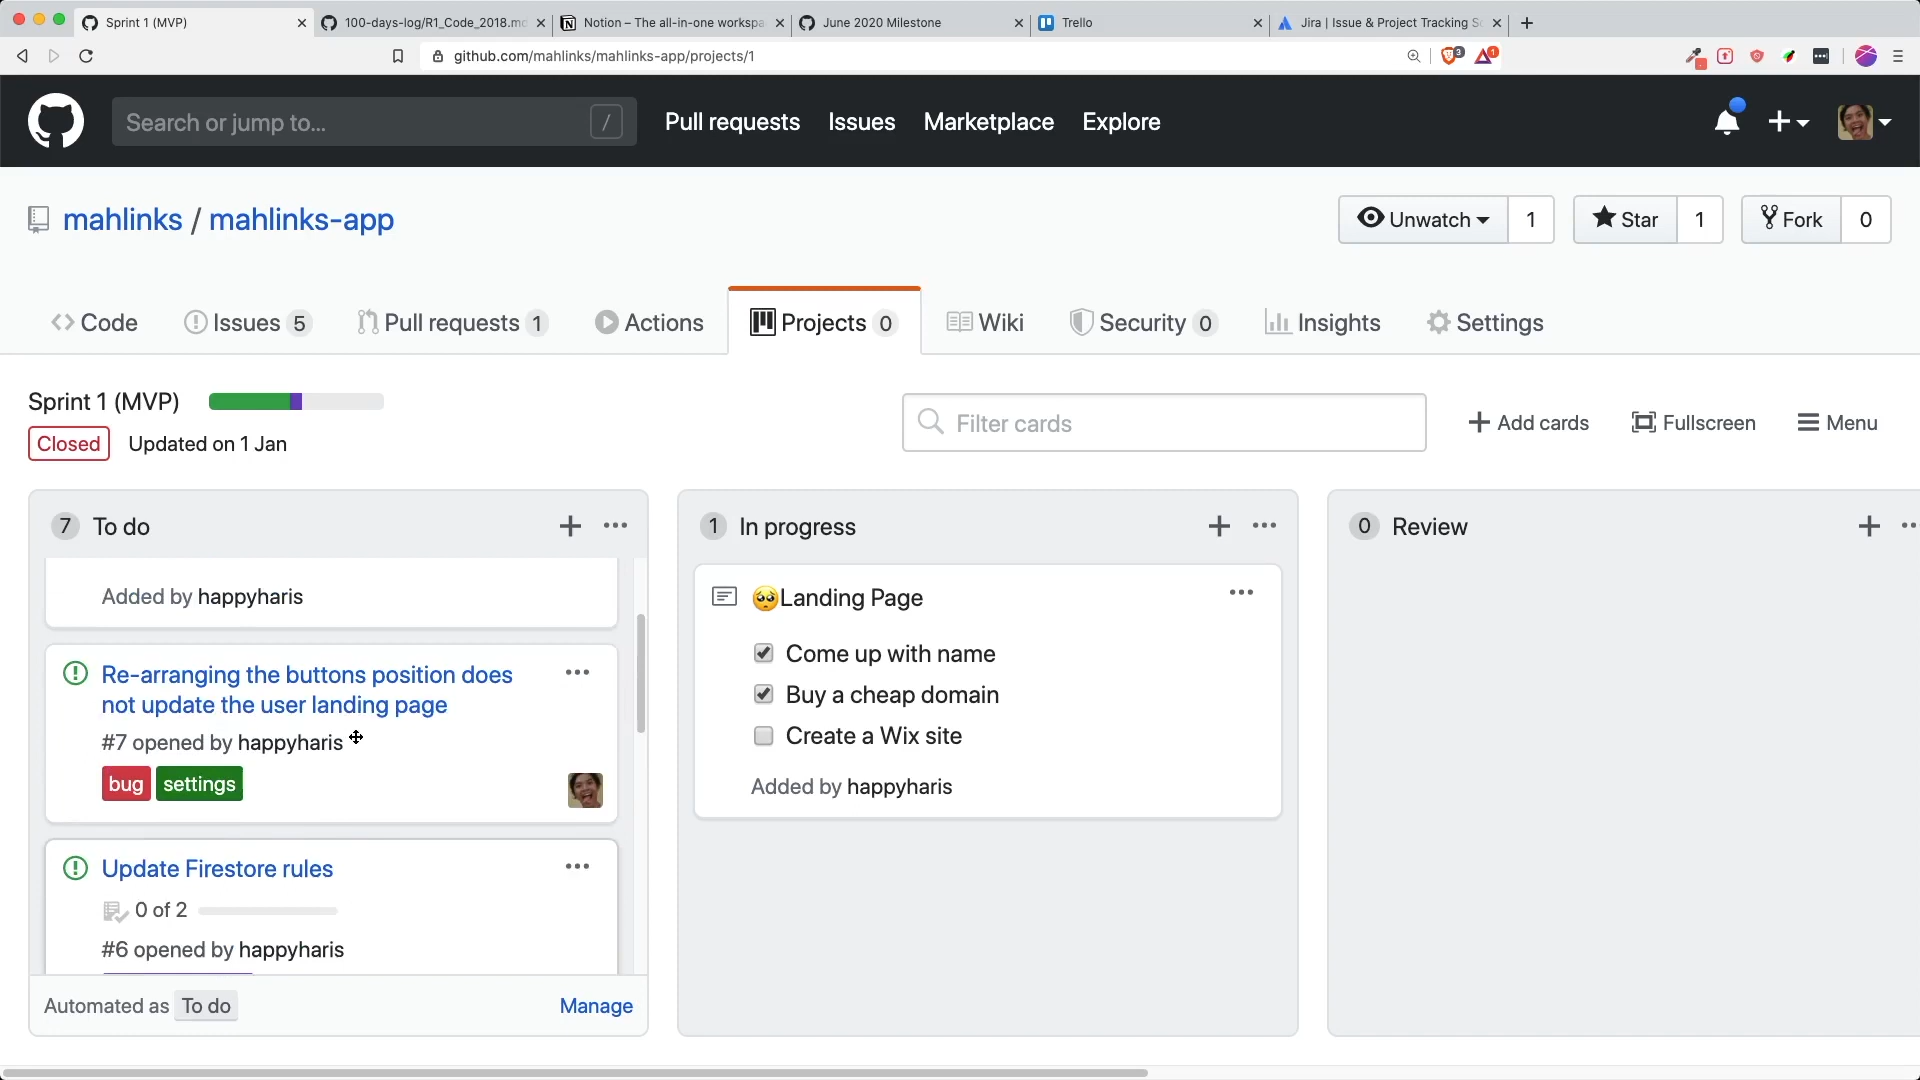 Sprint 1 (MVP)
100-days-log/R1_Code_2018.md
Notion – The all-in-one workspa
June 2020 Milestone
Trello
Jira | Issue & Project Tracking So
github.com/mahlinks/mahlinks-app/projects/1
3
1
Search or jump to...
/
Pull requests
Issues
Marketplace
Explore
mahlinks / mahlinks-app
Unwatch 1
Star 1
Fork 0
Code
Issues 5
Pull requests 1
Actions
Projects 0
Wiki
Security 0
Insights
Settings
Sprint 1 (MVP)
Closed Updated on 1 Jan
Filter cards
Add cards
Fullscreen
Menu
7 To do
Added by happyharis
Re-arranging the buttons position does
not update the user landing page
#7 opened by happyharis
bug settings
Update Firestore rules
0 of 2
#6 opened by happyharis
Automated as To do
Manage
1 In progress
🥺Landing Page
Come up with name
Buy a cheap domain
Create a Wix site
Added by happyharis
0 Review